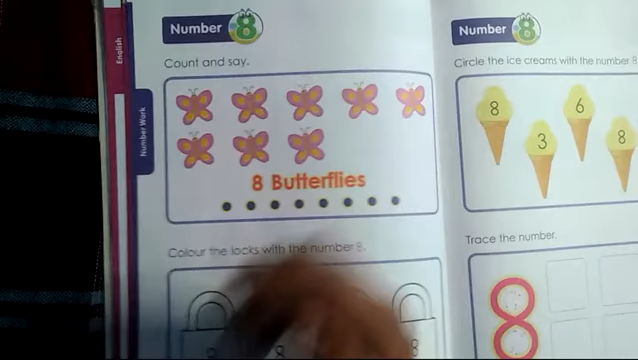 Number 8
Count and say.
8 Butterflies
Colour the locks with the number 8.
8
8
English
Number Work
Number 8
Circle the ice creams with the number 8
8
3
6
8
Trace the number.
8